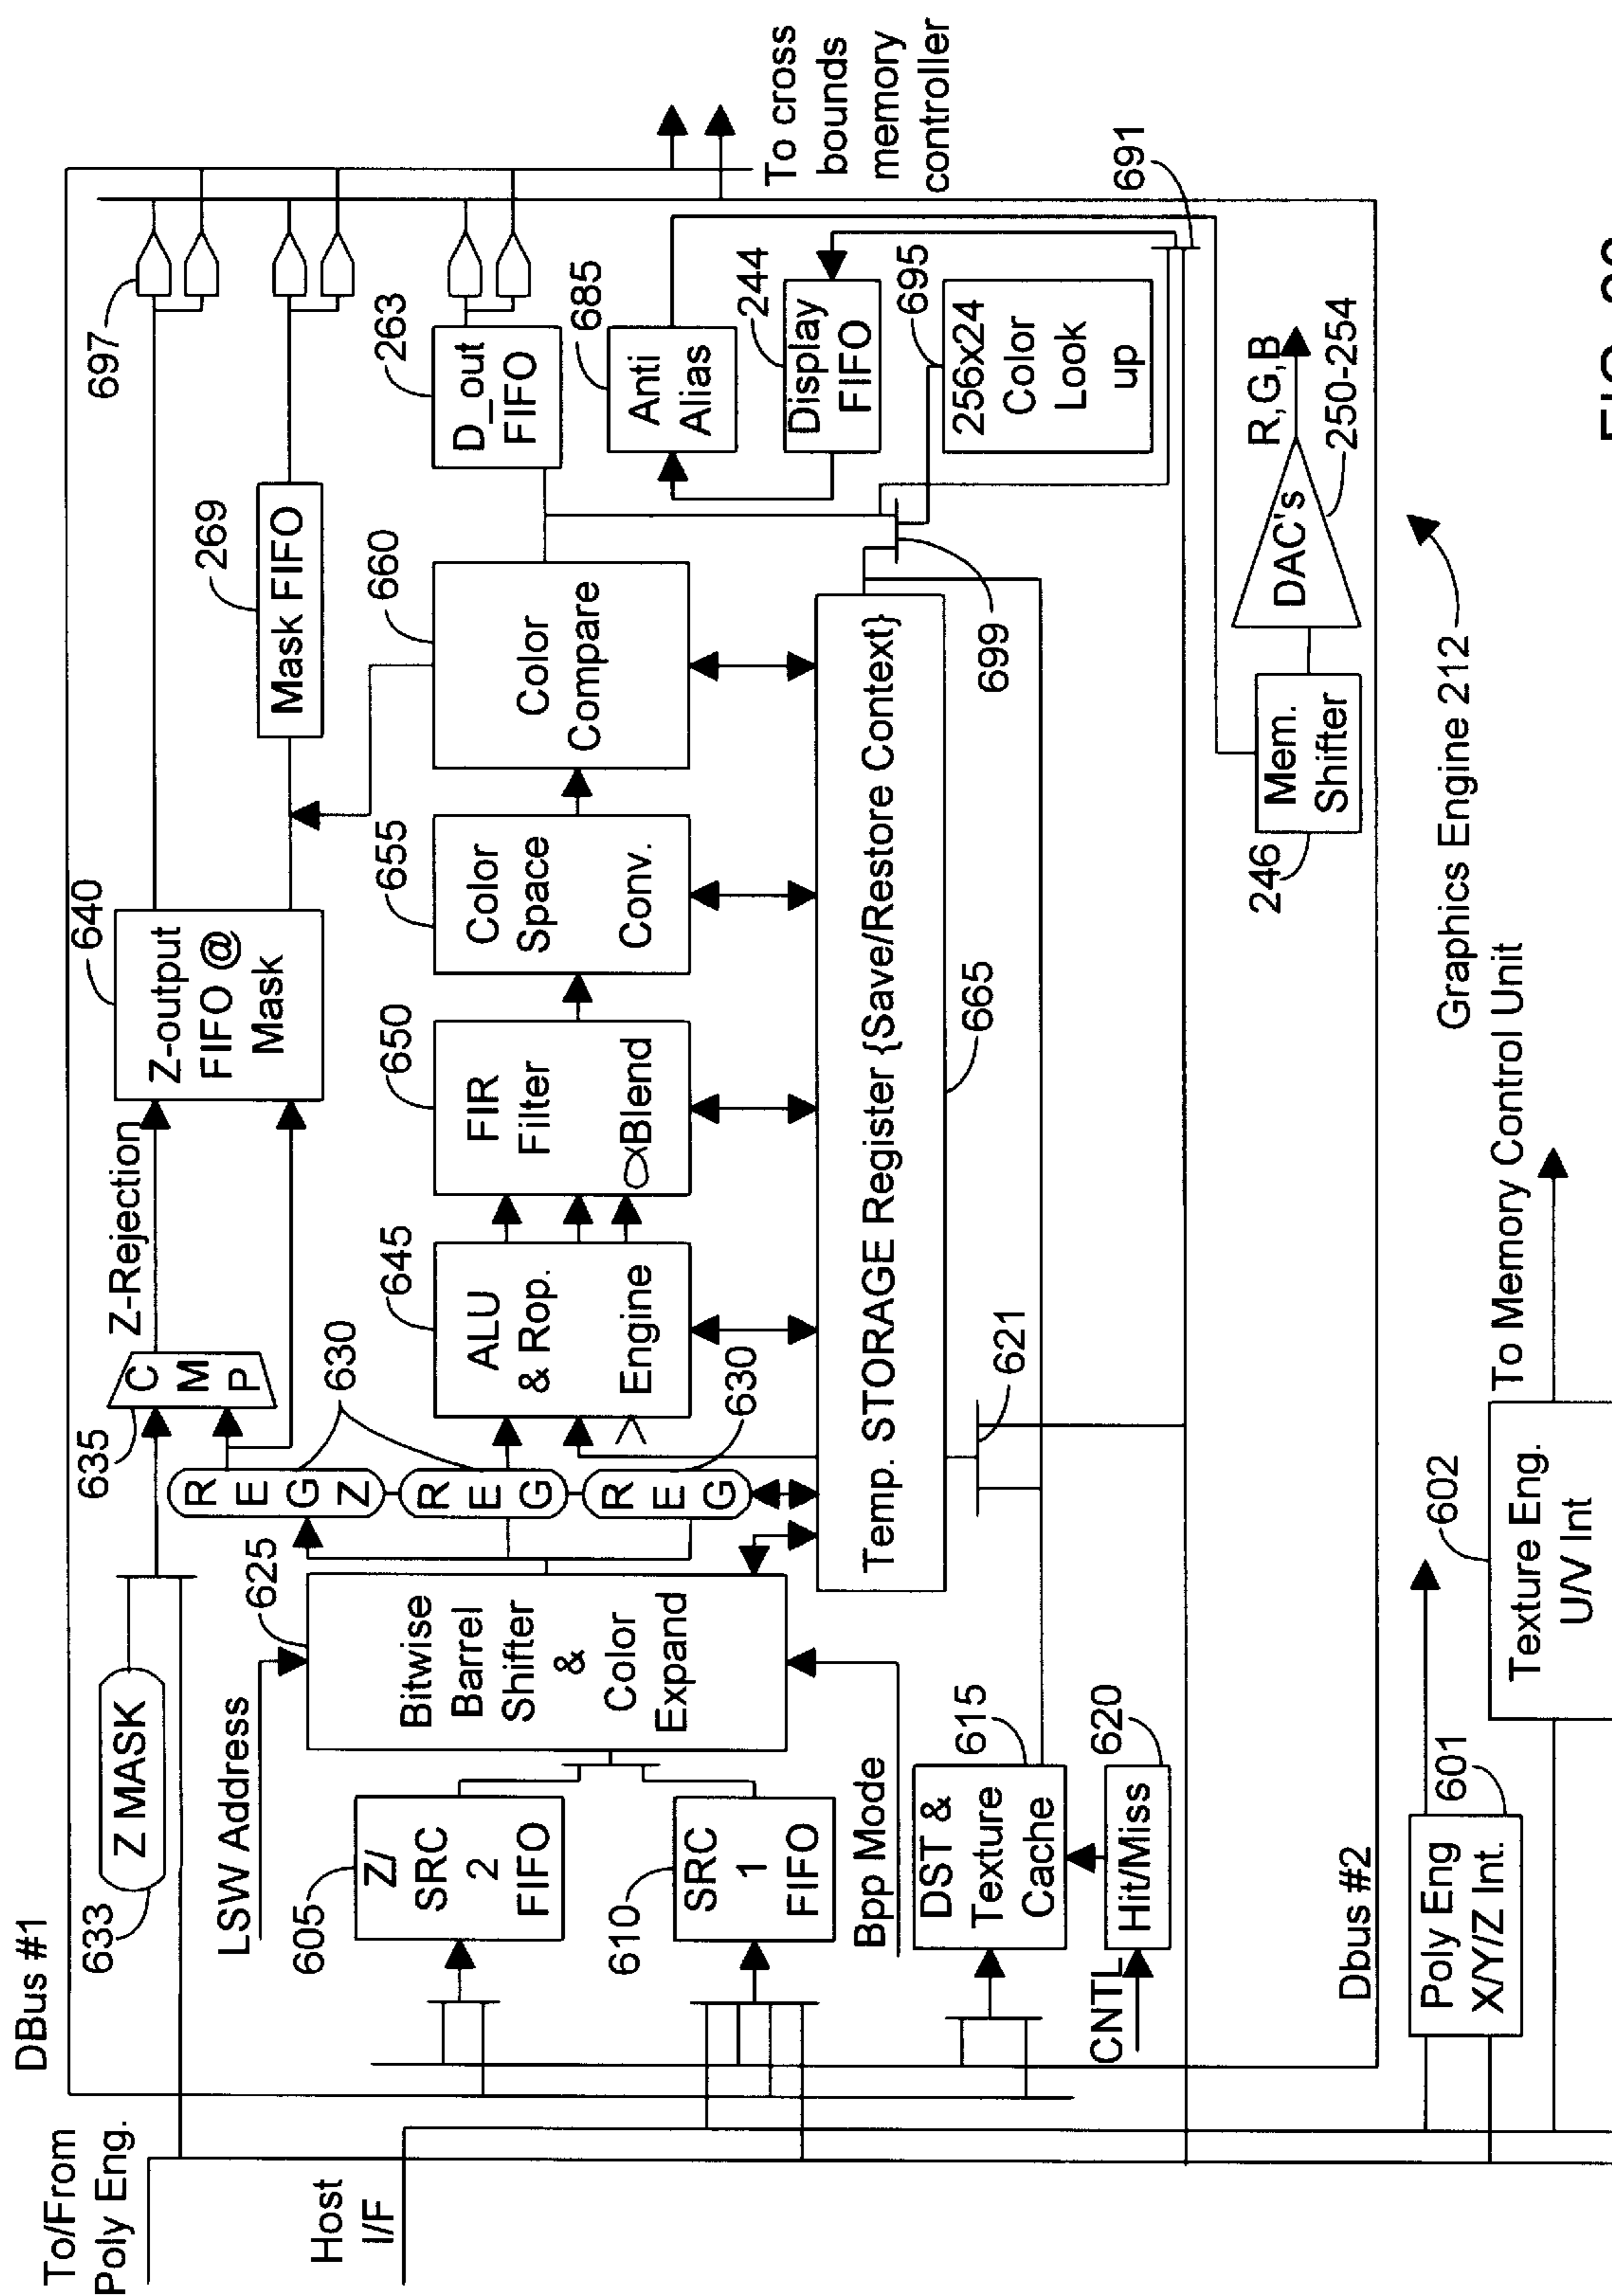 To/From
Poly Eng.
DBus #1
Host
I/F
633
Z MASK
635
C
M
P
Z-Rejection
640
Z-output
FIFO @
Mask
269
Mask FIFO
697
LSW Address
625
Bitwise
Barrel
Shifter
&
Color
Expand
R
E
G
Z
R
E
G
R
E
G
630
630
605
Z/
SRC
2
FIFO
610
SRC
1
FIFO
Bpp Mode
645
ALU
& Rop.
Engine
650
FIR
Filter
∝Blend
655
Color
Space
Conv.
660
Color
Compare
263
D_out
FIFO
685
Anti
Alias
244
Display
FIFO
695
256x24
Color
Look
up
To cross
bounds
memory
controller
691
Temp. STORAGE Register {Save/Restore Context}
665
699
621
615
DST &
Texture
Cache
620
Hit/Miss
CNTL
246
Mem.
Shifter
DAC's
R,G,B
250-254
Dbus #2
Graphics Engine 212
601
Poly Eng
X/Y/Z Int.
602
Texture Eng.
U/V Int
To Memory Control Unit